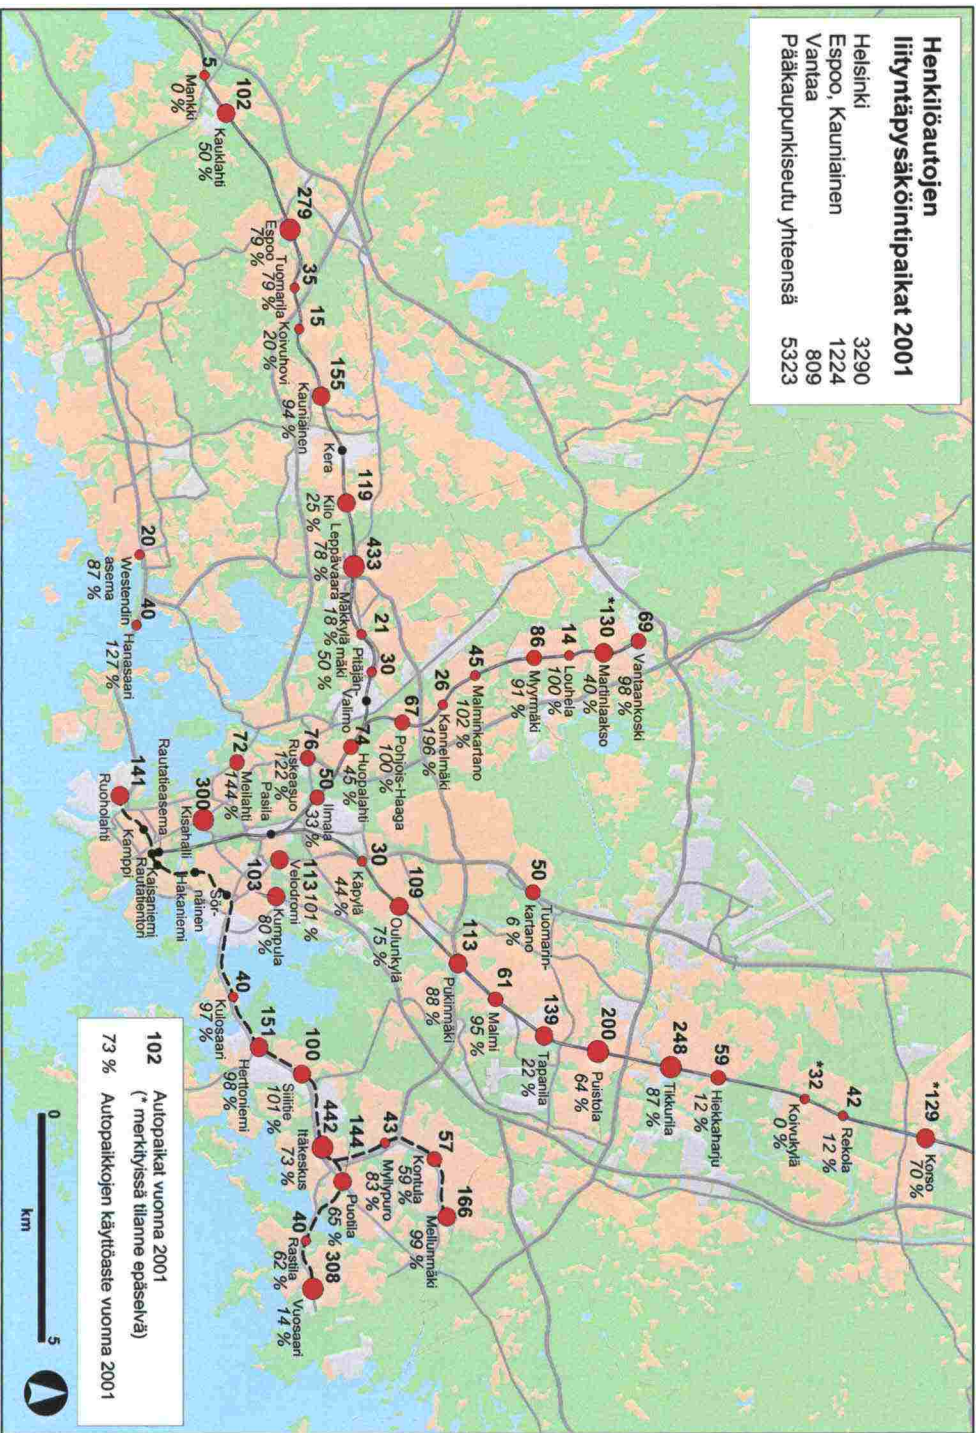 Henkilöautojen
liityntäpysäköintipaikat 2001
Helsinki 3290
Espoo, Kauniainen 1224
Vantaa 809
Pääkaupunkiseutu yhteensä 5323
5
Mankki
0 %
102
Kauklahti
50 %
279
Espoo
79 %
35
Tuomarila
79 %
15
Koivuhovi
20 %
155
Kauniainen
94 %
Kera
119
Kilo
25 %
433
Leppävaara
78 %
21
Mäkkylä
18 %
30
Pitäjän-
mäki
50 %
Valimo
74
Huopalahti
45 %
67
Pohjois-Haaga
100 %
26
Kannelmäki
196 %
45
Malminkartano
102 %
86
Myyrmäki
91 %
14
Louhela
100 %
*130
Martinlaakso
40 %
69
Vantaankoski
98 %
20
Westendin
asema
87 %
40
Hanasaari
127 %
76
Ruskeasuo
122 %
72
Meilahti
144 %
50
Ilmala
33 %
Pasila
300
Kisahalli
141
Ruoholahti
Kamppi
Rautatieasema
Rautatientori
Kaisaniemi
Hakaniemi
Sör-
näinen
113
Velodromi
101 %
103
Kumpula
80 %
30
Käpylä
44 %
109
Oulunkylä
75 %
113
Pukinmäki
88 %
61
Malmi
95 %
139
Tapanila
22 %
200
Puistola
64 %
248
Tikkurila
87 %
59
Hiekkaharju
12 %
*32
Koivukylä
0 %
42
Rekola
12 %
*129
Korso
70 %
50
Tuomarin-
kartano
6 %
40
Kulosaari
97 %
151
Herttoniemi
98 %
100
Siilitie
101 %
442
Itäkeskus
73 %
144
Puotila
65 %
43
Myllypuro
83 %
57
Kontula
59 %
166
Mellunmäki
99 %
40
Rastila
62 %
308
Vuosaari
14 %
102 Autopaikat vuonna 2001
(* merkityissä tilanne epäselvä)
73 % Autopaikkojen käyttöaste vuonna 2001
0 5
km